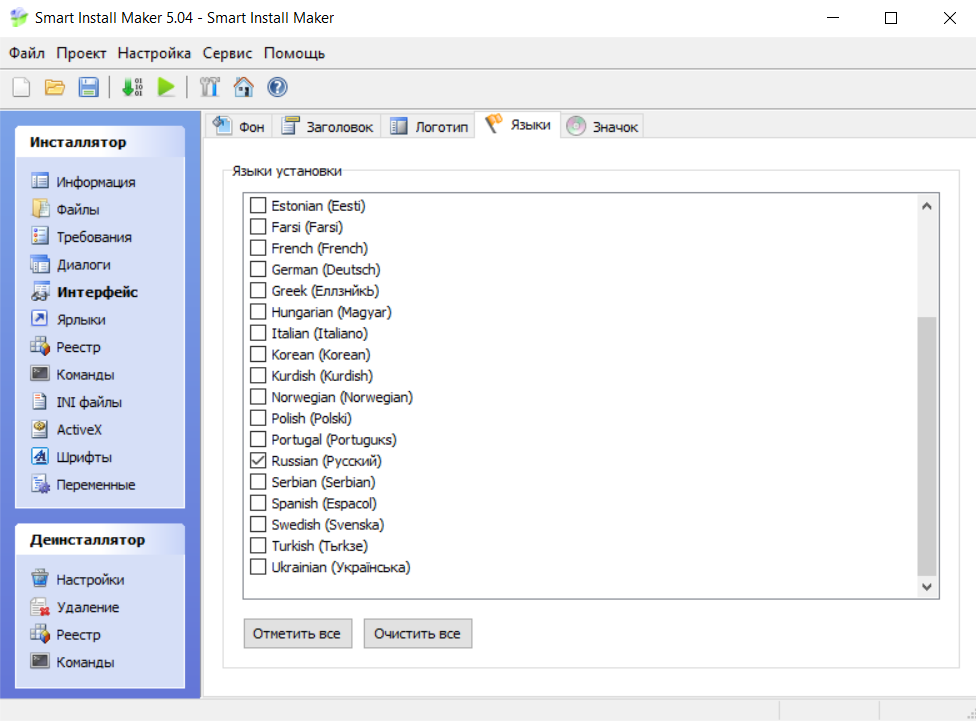 Smart Install Maker 5.04 - Smart Install Maker
Файл Проект Настройка Сервис Помощь
Инсталлятор
Информация
Файлы
Требования
Диалоги
Интерфейс
Ярлыки
Реестр
Команды
INI файлы
ActiveX
Шрифты
Переменные
Деинсталлятор
Настройки
Удаление
Реестр
Команды
Фон Заголовок Логотип Языки Значок
Языки установки
Estonian (Eesti)
Farsi (Farsi)
French (French)
German (Deutsch)
Greek (Еллзнйкь)
Hungarian (Magyar)
Italian (Italiano)
Korean (Korean)
Kurdish (Kurdish)
Norwegian (Norwegian)
Polish (Polski)
Portugal (Portuguкs)
Russian (Русский)
Serbian (Serbian)
Spanish (Espacol)
Swedish (Svenska)
Turkish (Tьrkзe)
Ukrainian (Українська)
Отметить все Очистить все